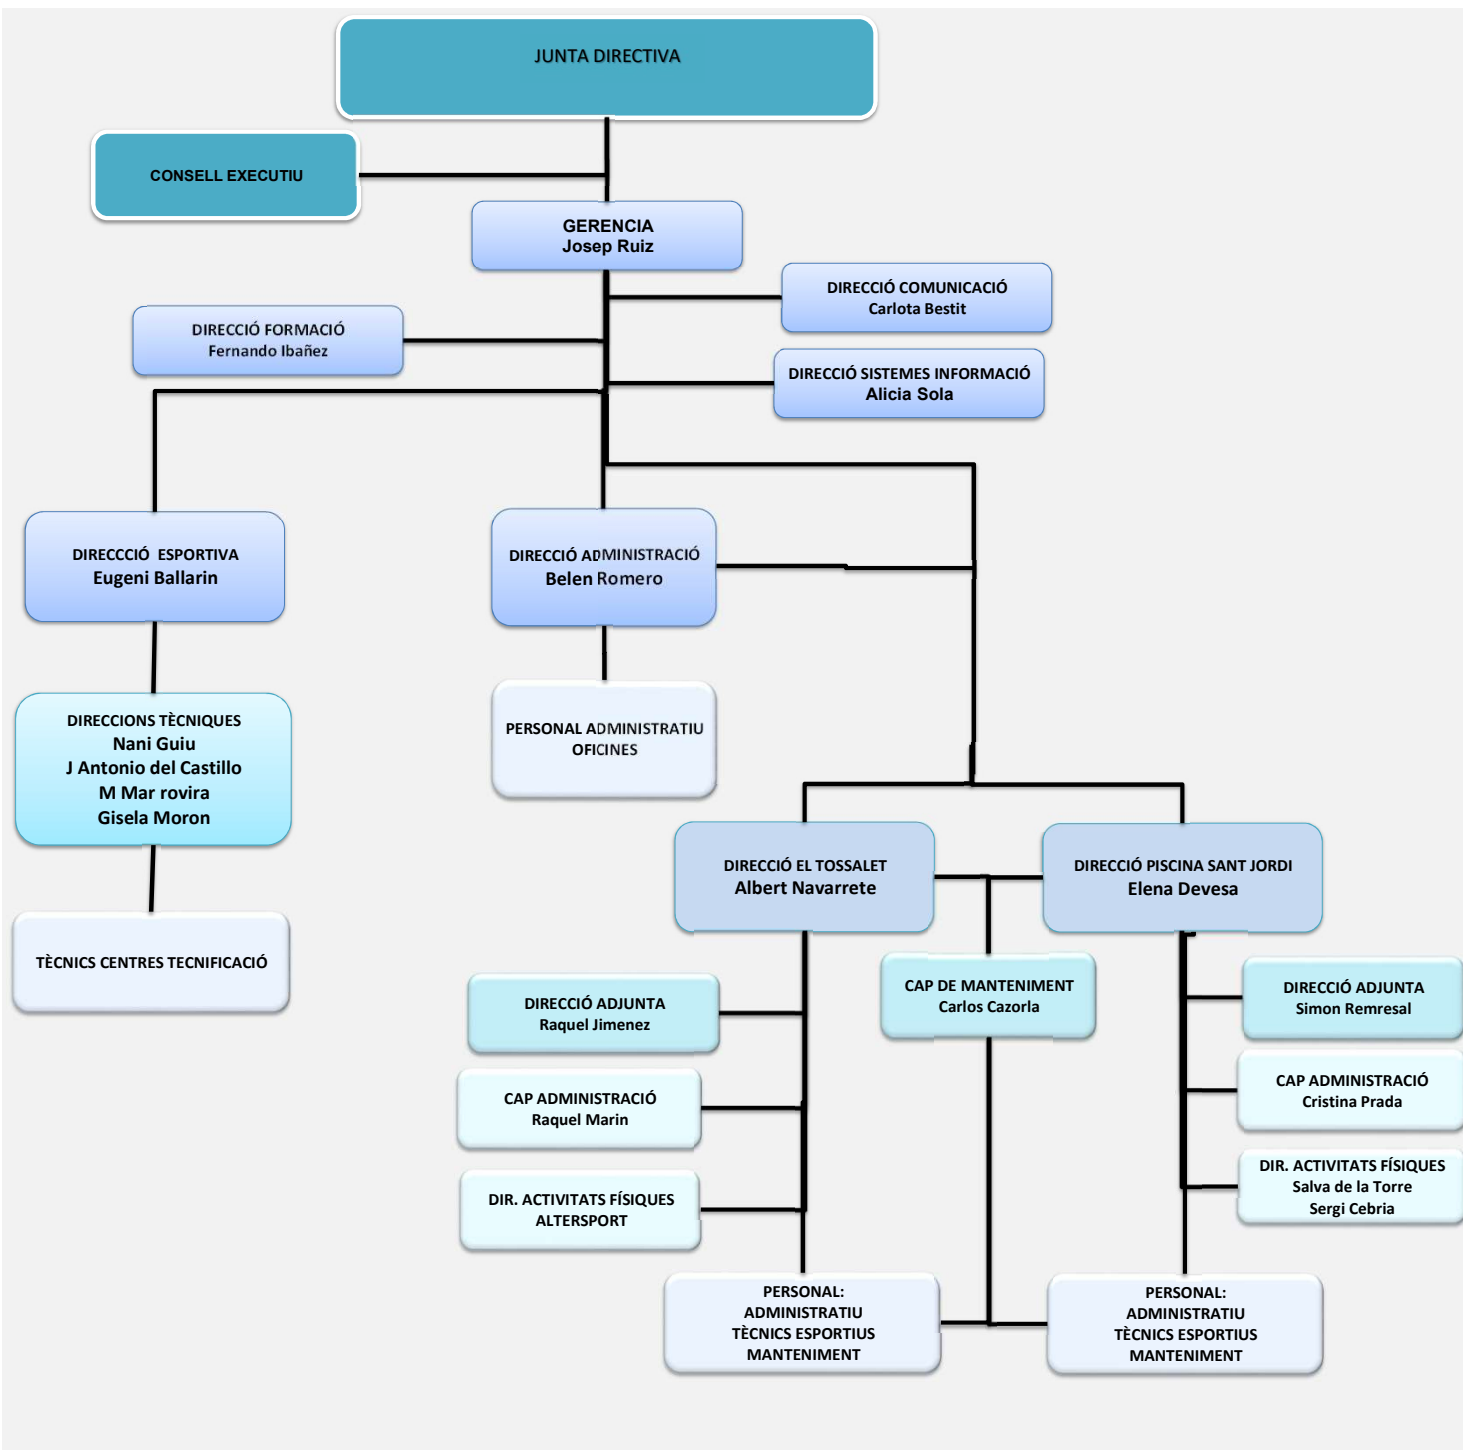 JUNTA DIRECTIVA
CONSELL EXECUTIU
GERENCIA
Josep Ruiz
DIRECCIÓ COMUNICACIÓ
Carlota Bestit
DIRECCIÓ FORMACIÓ
Fernando Ibañez
DIRECCIÓ SISTEMES INFORMACIÓ
Alicia Sola
DIRECCCIÓ ESPORTIVA
Eugeni Ballarin
DIRECCIÓ ADMINISTRACIÓ
Belen Romero
DIRECCIONS TÈCNIQUES
Nani Guiu
J Antonio del Castillo
M Mar rovira
Gisela Moron
PERSONAL ADMINISTRATIU
OFICINES
TÈCNICS CENTRES TECNIFICACIÓ
DIRECCIÓ EL TOSSALET
Albert Navarrete
DIRECCIÓ PISCINA SANT JORDI
Elena Devesa
CAP DE MANTENIMENT
Carlos Cazorla
DIRECCIÓ ADJUNTA
Raquel Jimenez
DIRECCIÓ ADJUNTA
Simon Remresal
CAP ADMINISTRACIÓ
Raquel Marin
CAP ADMINISTRACIÓ
Cristina Prada
DIR. ACTIVITATS FÍSIQUES
ALTERSPORT
DIR. ACTIVITATS FÍSIQUES
Salva de la Torre
Sergi Cebria
PERSONAL:
ADMINISTRATIU
TÈCNICS ESPORTIUS
MANTENIMENT
PERSONAL:
ADMINISTRATIU
TÈCNICS ESPORTIUS
MANTENIMENT